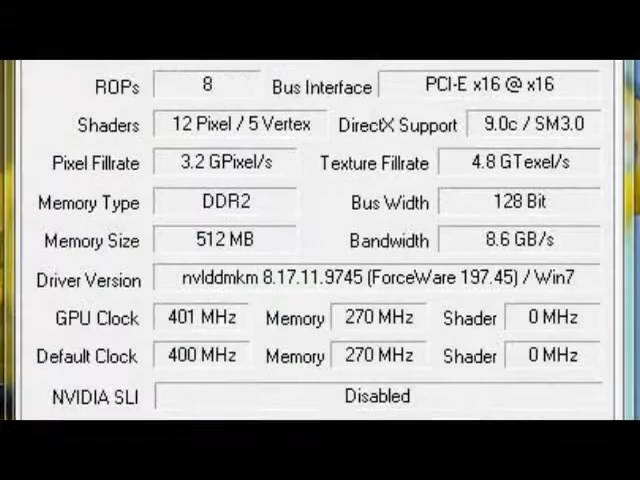 ROPs 8 Bus Interface PCI-E x16 @ x16
Shaders 12 Pixel / 5 Vertex DirectX Support 9.0c / SM3.0
Pixel Fillrate 3.2 GPixel/s Texture Fillrate 4.8 GTexel/s
Memory Type DDR2 Bus Width 128 Bit
Memory Size 512 MB Bandwidth 8.6 GB/s
Driver Version nvlddmkm 8.17.11.9745 (ForceWare 197.45) / Win7
GPU Clock 401 MHz Memory 270 MHz Shader 0 MHz
Default Clock 400 MHz Memory 270 MHz Shader 0 MHz
NVIDIA SLI Disabled